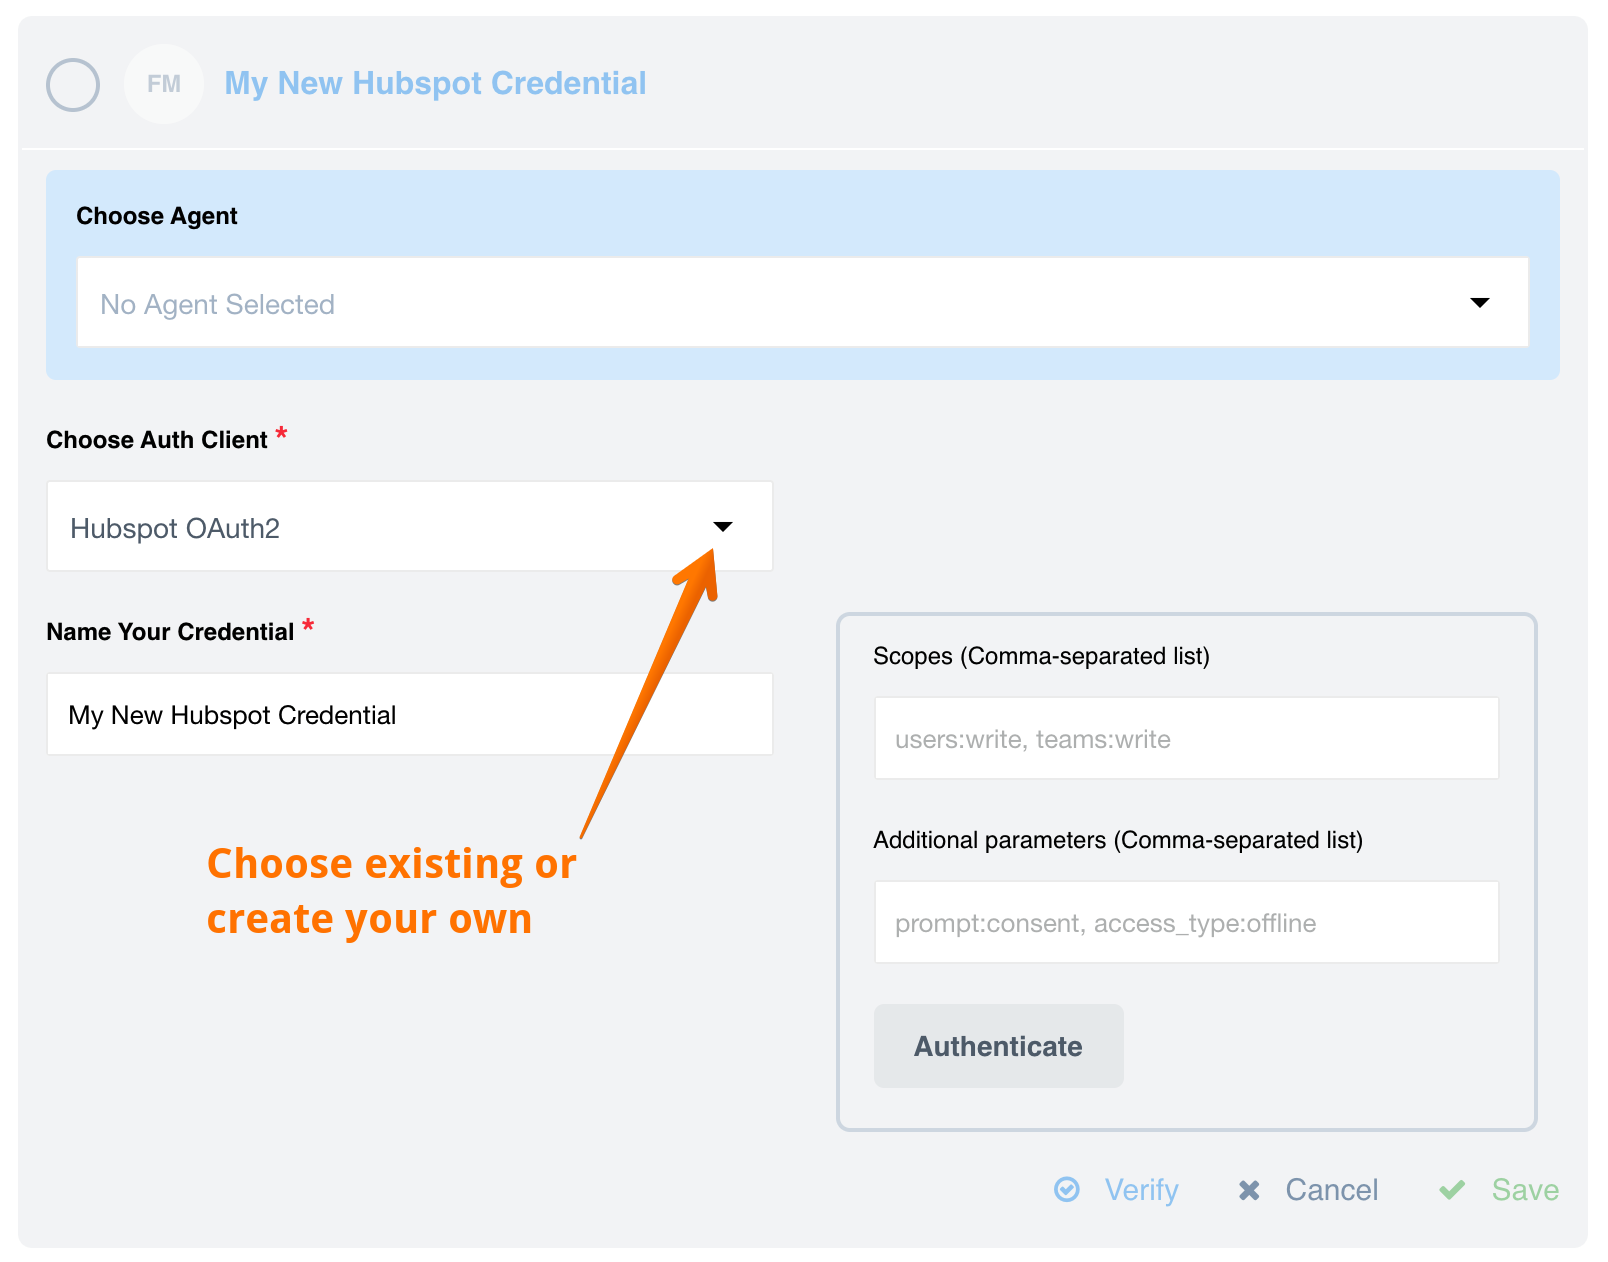 FM
My New Hubspot Credential
Choose Agent
No Agent Selected
Choose Auth Client *
Hubspot OAuth2
Name Your Credential *
My New Hubspot Credential
Choose existing or
create your own
Scopes (Comma-separated list)
users:write, teams:write
Additional parameters (Comma-separated list)
prompt:consent, access_type:offline
Authenticate
Verify
Cancel
Save